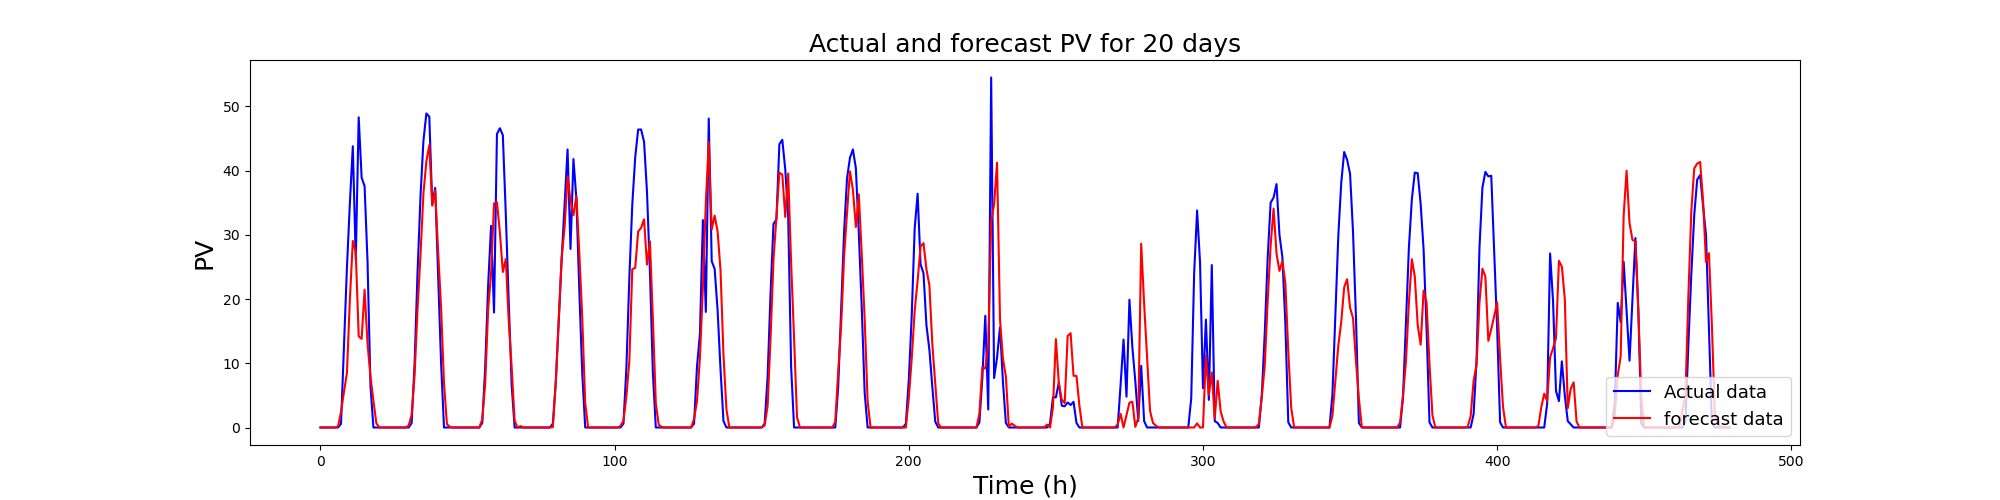 Actual and forecast PV for 20 days
PV
50
40
30
20
10
0
0 100 200 300 400 500
Time (h)
Actual data
forecast data